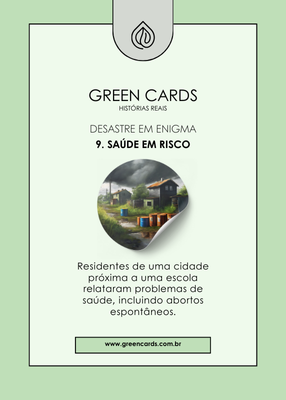 GREEN CARDS
HISTÓRIAS REAIS
DESASTRE EM ENIGMA
9. SAÚDE EM RISCO
Residentes de uma cidade
próxima a uma escola
relataram problemas de
saúde, incluindo abortos
espontâneos.
www.greencards.com.br